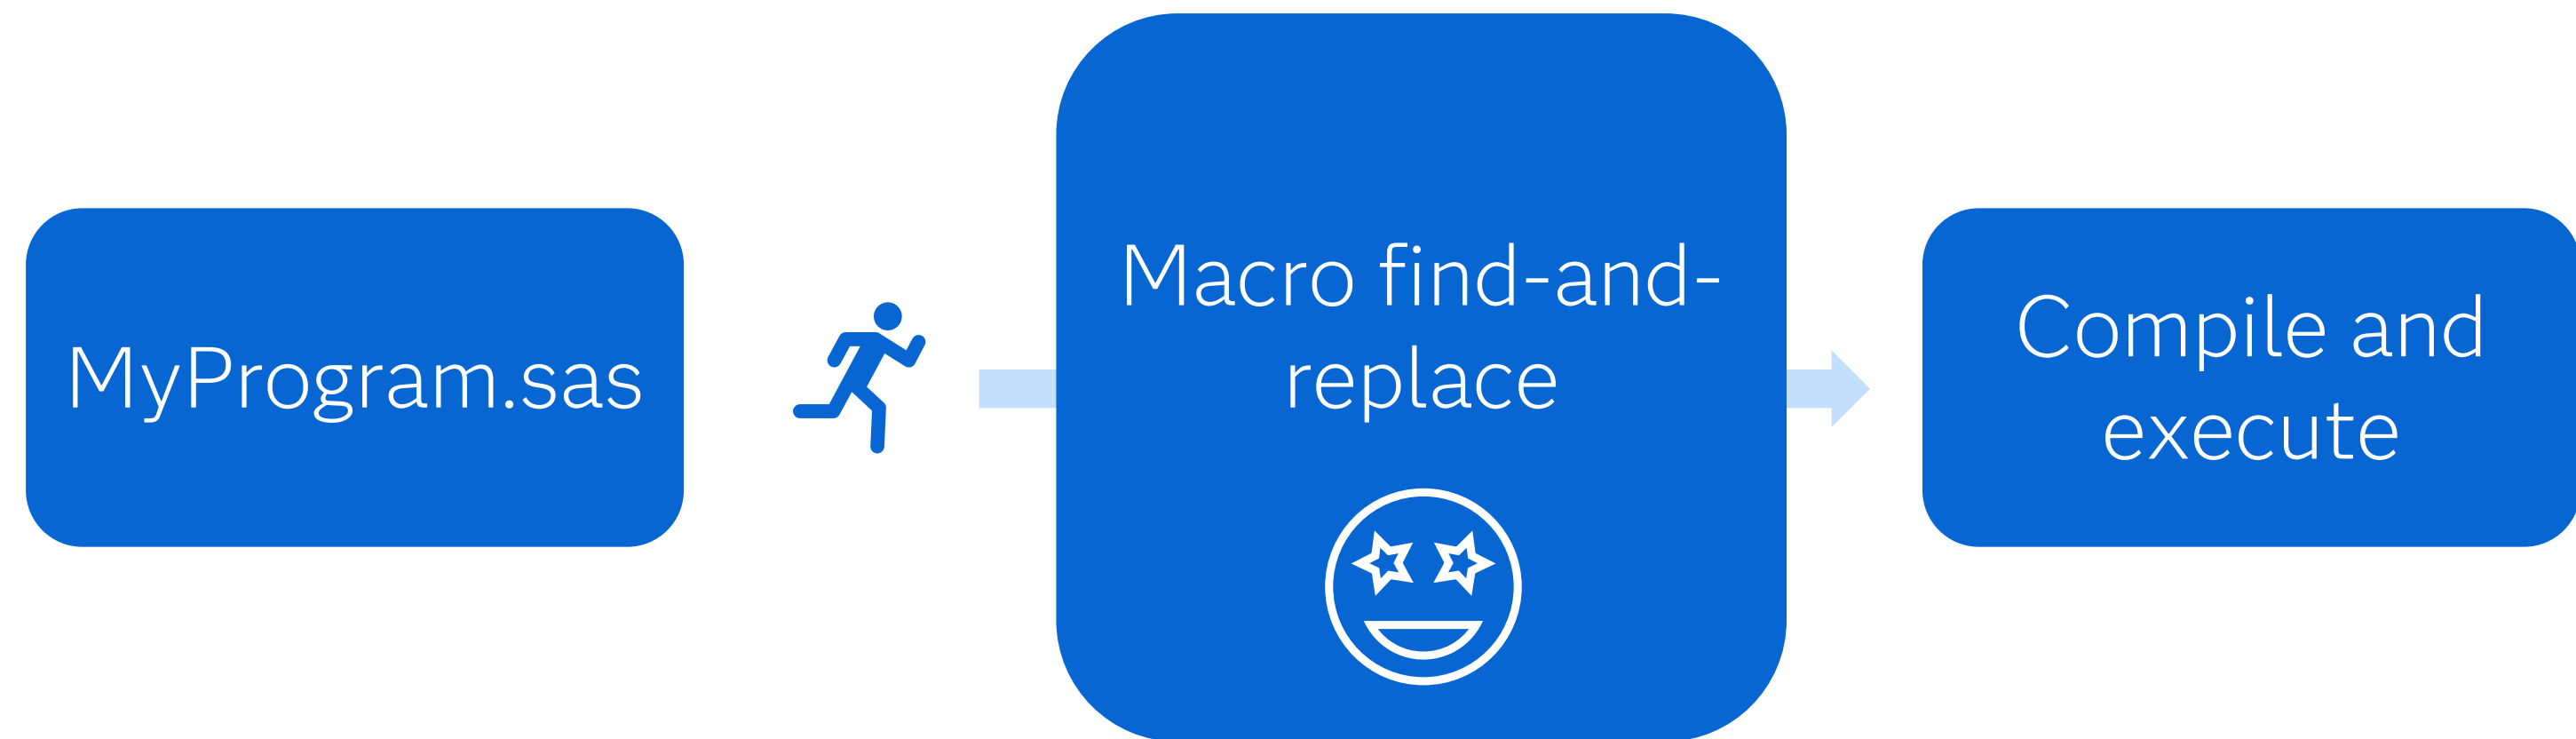 MyProgram.sas
Macro find-and-
replace
Compile and
execute